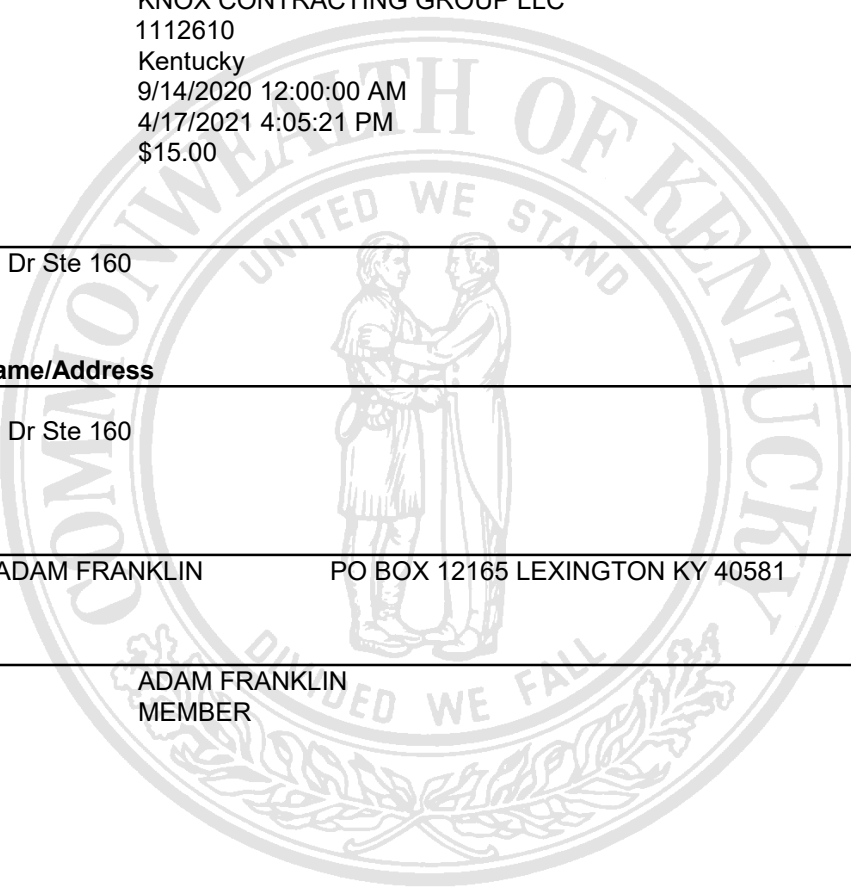 KNOX CONTRACTING GROUP LLC
1112610
Kentucky
9/14/2020 12:00:00 AM
4/17/2021 4:05:21 PM
$15.00
Dr Ste 160
ame/Address
Dr Ste 160
ADAM FRANKLIN PO BOX 12165 LEXINGTON KY 40581
ADAM FRANKLIN
MEMBER
COMMONWEALTH OF KENTUCKY
UNITED WE STAND
DIVIDED WE FALL